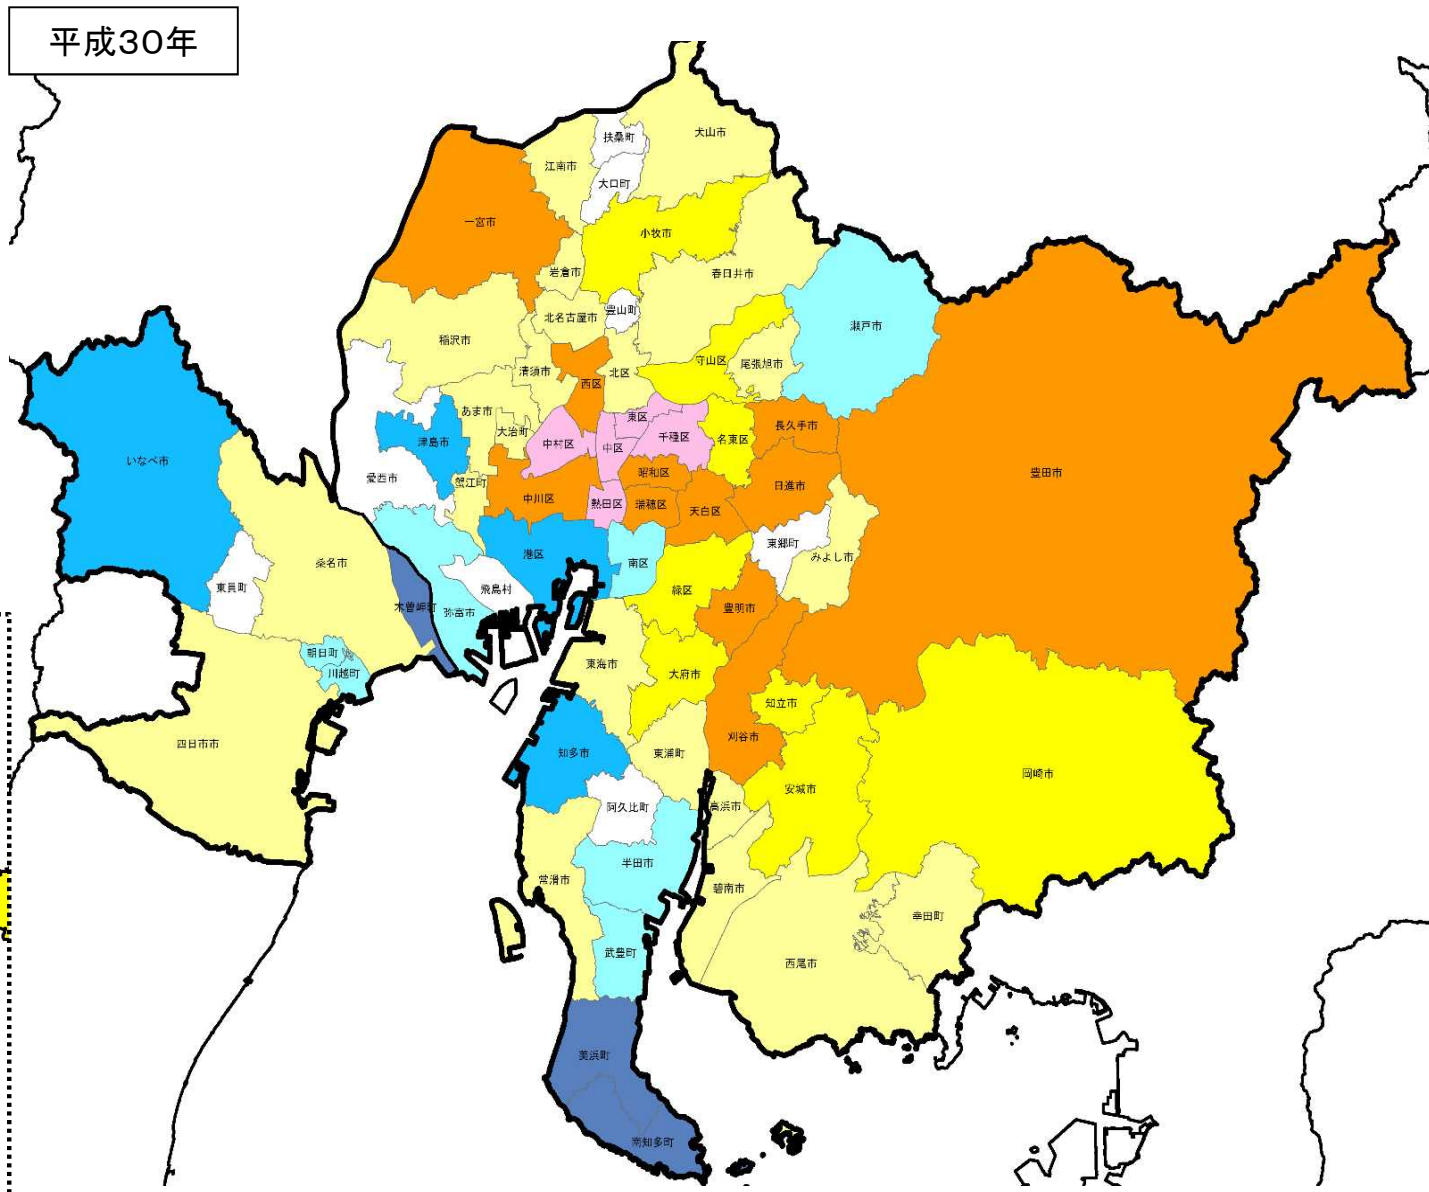 平成30年
扶桑町
犬山市
江南市
大口町
一宮市
小牧市
岩倉市
春日井市
豊山町
北名古屋市
瀬戸市
稲沢市
守山区
尾張旭市
清須市
北区
西区
あま市
東区
長久手市
大治町
千種区
名東区
津島市
中村区
中区
いなべ市
豊田市
昭和区
愛西市
蟹江町
日進市
中川区
熱田区
瑞穂区
天白区
東郷町
港区
みよし市
桑名市
南区
東員町
飛島村
緑区
木曽岬町
弥富市
豊明市
朝日町
東海市
川越町
大府市
知立市
四日市市
刈谷市
知多市
東浦町
岡崎市
安城市
阿久比町
高浜市
半田市
常滑市
碧南市
幸田町
武豊町
西尾市
美浜町
南知多町